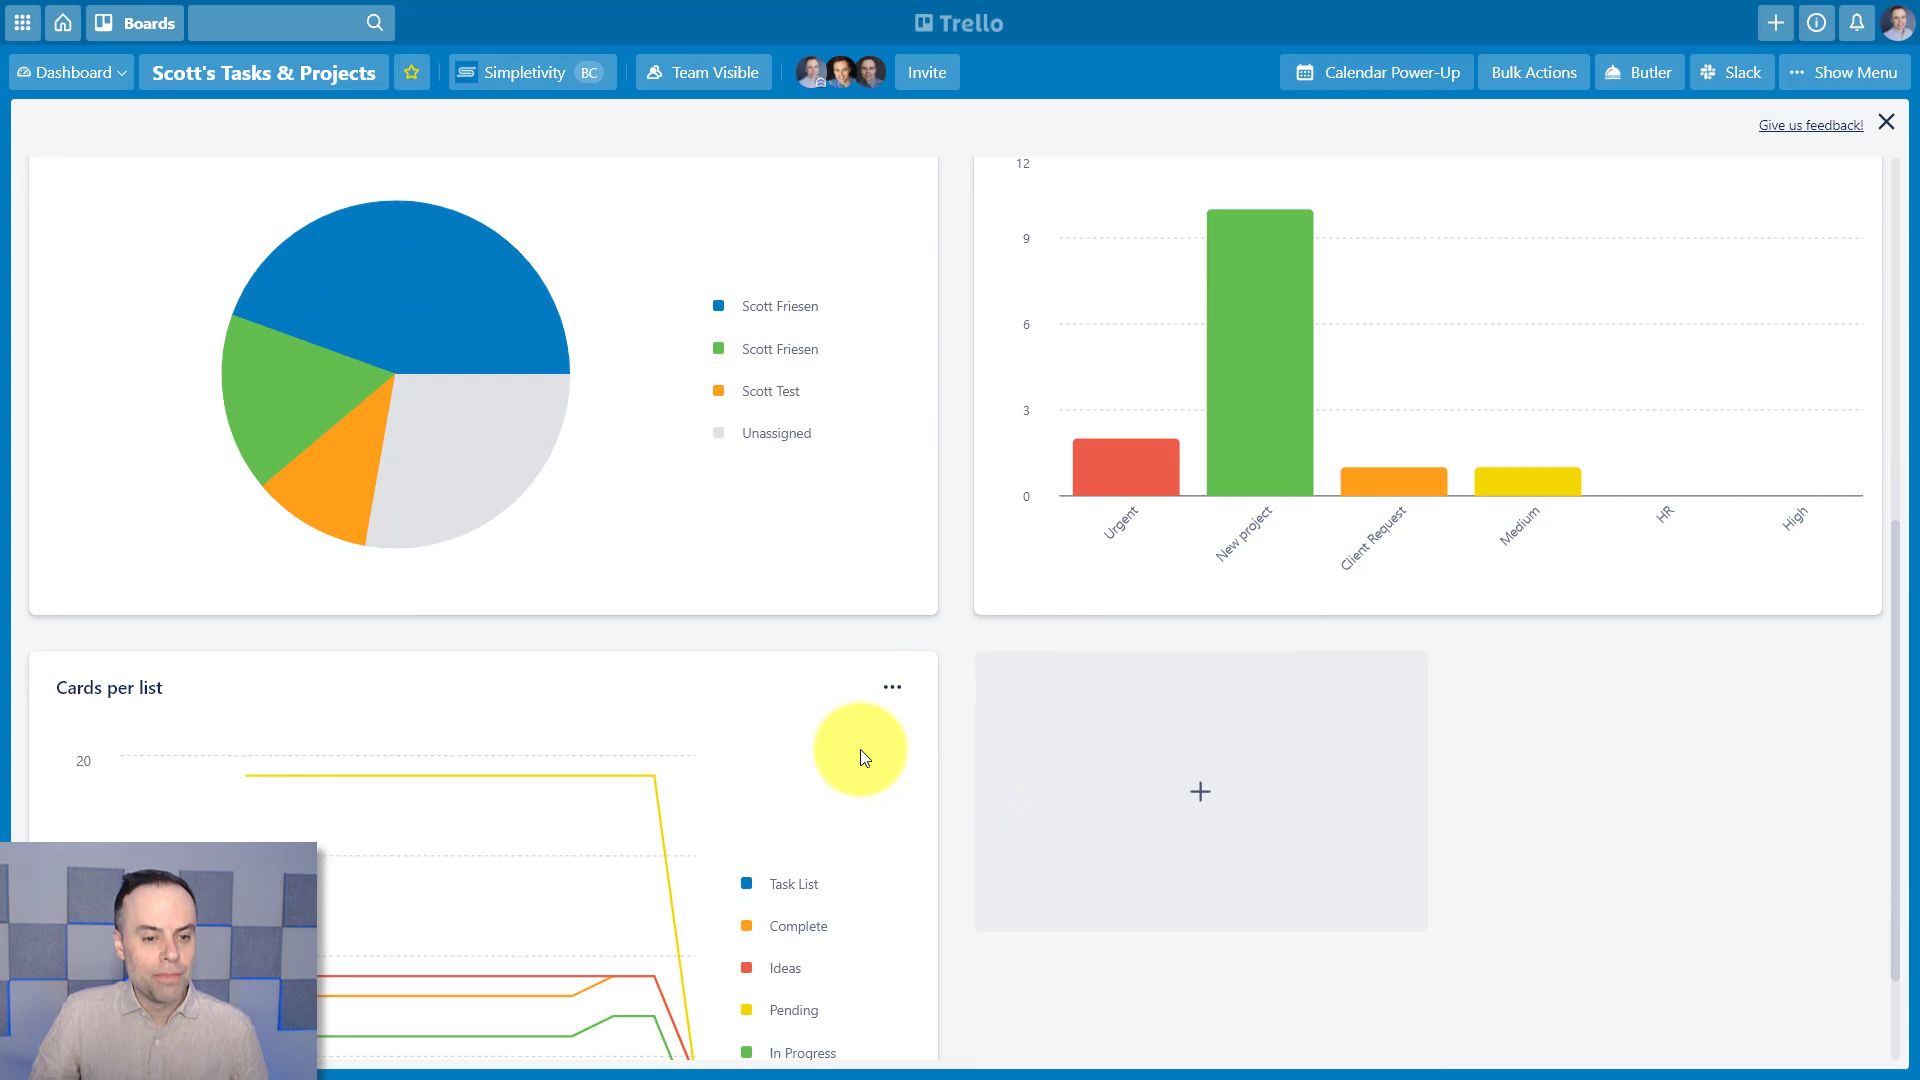 Boards
Trello
Dashboard
Scott's Tasks & Projects
Simpletivity BC
Team Visible
Invite
Calendar Power-Up
Bulk Actions
Butler
Slack
Show Menu
Give us feedback!
Scott Friesen
Scott Friesen
Scott Test
Unassigned
12
9
6
3
0
Urgent
New project
Client Request
Medium
HR
High
Cards per list
20
Task List
Complete
Ideas
Pending
In Progress